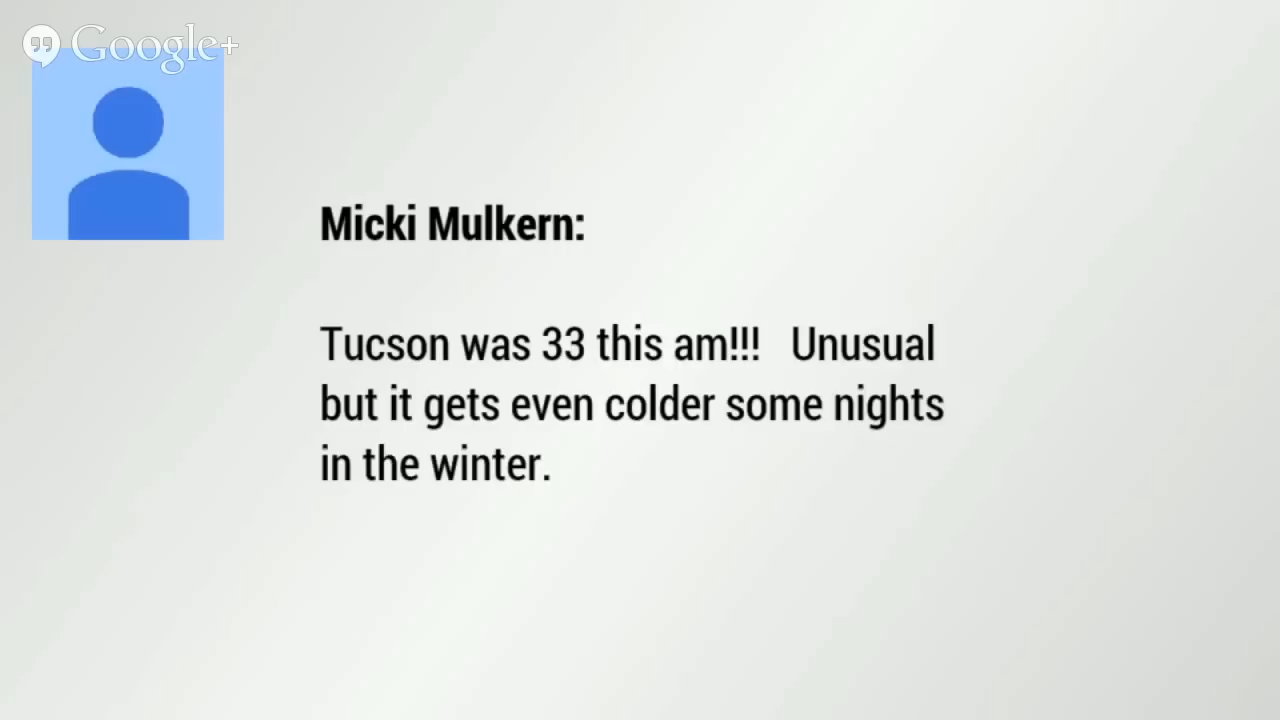 Google+
Micki Mulkern:
Tucson was 33 this am!!!   Unusual
but it gets even colder some nights
in the winter.